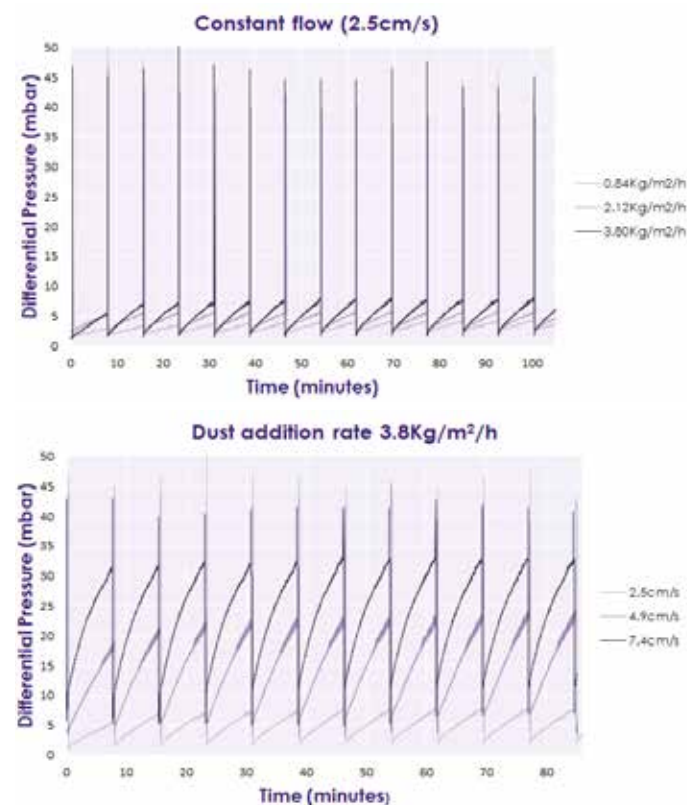 Constant flow (2.5cm/s)
50
45
40
35
30
25
20
15
10
5
0
Differential Pressure (mbar)
0 10 20 30 40 50 60 70 80 90 100
Time (minutes)
0.84Kg/m2/h
2.12Kg/m2/h
3.80Kg/m2/h
Dust addition rate 3.8Kg/m²/h
50
45
40
35
30
25
20
15
10
5
0
Differential Pressure (mbar)
0 10 20 30 40 50 60 70 80
Time (minutes)
2.5cm/s
4.9cm/s
7.4cm/s